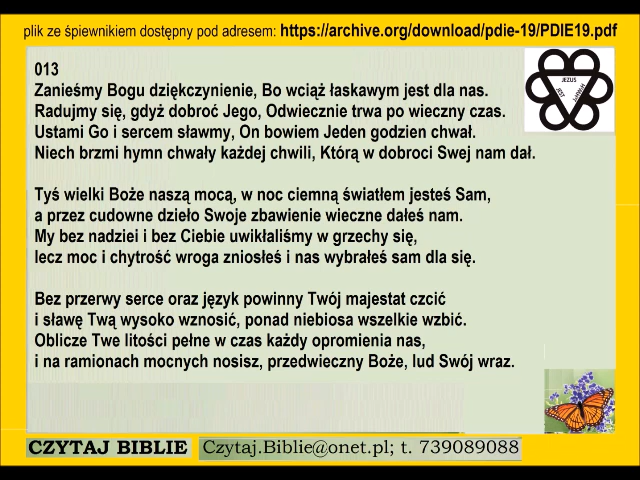 plik ze śpiewnikiem dostępny pod adresem: https://archive.org/download/pdie-19/PDIE19.pdf
013
Zanieśmy Bogu dziękczynienie, Bo wciąż łaskawym jest dla nas.
Radujmy się, gdyż dobroć Jego, Odwiecznie trwa po wieczny czas.
Ustami Go i sercem sławmy, On bowiem Jeden godzien chwał.
Niech brzmi hymn chwały każdej chwili, Którą w dobroci Swej nam dał.
Tyś wielki Boże naszą mocą, w noc ciemną światłem jesteś Sam,
a przez cudowne dzieło Swoje zbawienie wieczne dałeś nam.
My bez nadziei i bez Ciebie uwikłaliśmy w grzechy się,
lecz moc i chytrość wroga zniosłeś i nas wybrałeś sam dla się.
Bez przerwy serce oraz język powinny Twój majestat czcić
i sławę Twą wysoko wznosić, ponad niebiosa wszelkie wzbić.
Oblicze Twe litości pełne w czas każdy opromienia nas,
i na ramionach mocnych nosisz, przedwieczny Boże, lud Swój wraz.
JEZUS
JEST
CZYTAJ BIBLIE Czytaj.Biblie@onet.pl; t. 739089088